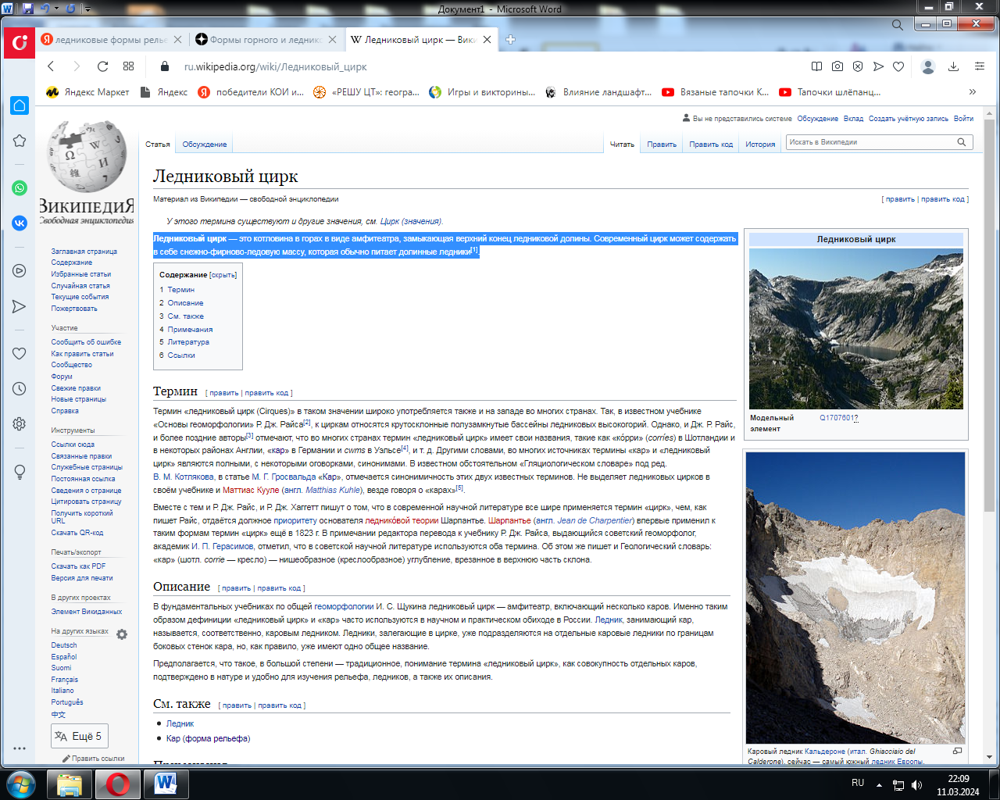 Документ1 - Microsoft Word
ледниковые формы релье
Формы горного и леднико
Ледниковый цирк — Вики
ru.wikipedia.org/wiki/Ледниковый_цирк
Яндекс Маркет
Яндекс
победители КОИ и...
«РЕШУ ЦТ»: геогра...
Игры и викторины...
Влияние ландшафт...
Вязаные тапочки К...
Тапочки шлёпанц...
Вы не представились системе Обсуждение Вклад Создать учётную запись Войти
Статья Обсуждение
Читать Править Править код История
Искать в Википедии
ВИКИПЕДИЯ
Свободная энциклопедия
Заглавная страница
Содержание
Избранные статьи
Случайная статья
Текущие события
Пожертвовать
Участие
Сообщить об ошибке
Как править статьи
Сообщество
Форум
Свежие правки
Новые страницы
Справка
Инструменты
Ссылки сюда
Связанные правки
Служебные страницы
Постоянная ссылка
Сведения о странице
Цитировать страницу
Получить короткий
URL
Скачать QR-код
Печать/экспорт
Скачать как PDF
Версия для печати
В других проектах
Элемент Викиданных
На других языках
Deutsch
Español
Suomi
Français
Italiano
Português
中文
Ещё 5
Править ссылки
Ледниковый цирк
Материал из Википедии — свободной энциклопедии
[ править | править код ]
У этого термина существуют и другие значения, см. Цирк (значения).
Ледниковый цирк — это котловина в горах в виде амфитеатра, замыкающая верхний конец ледниковой долины. Современный цирк может содержать
в себе снежно-фирново-ледовую массу, которая обычно питает долинные ледники[1].
Содержание [скрыть]
1 Термин
2 Описание
3 См. также
4 Примечания
5 Литература
6 Ссылки
Термин [ править | править код ]
Термин «ледниковый цирк (Cirques)» в таком значении широко употребляется также и на западе во многих странах. Так, в известном учебнике
«Основы геоморфологии» Р. Дж. Райса[2], к циркам относятся крутосклонные полузамкнутые бассейны ледниковых высокогорий. Однако, и Дж. Р. Райс,
и более поздние авторы[3] отмечают, что во многих странах термин «ледниковый цирк» имеет свои названия, такие как «ко́рри» (corríes) в Шотландии и
в некоторых районах Англии, «кар» в Германии и cwms в Уэльсе[4], и т. д. Другими словами, во многих источниках термины «кар» и «ледниковый
цирк» являются полными, с некоторыми оговорками, синонимами. В известном обстоятельном «Гляциологическом словаре» под ред.
В. М. Котлякова, в статье М. Г. Гросвальда «Кар», отмечается синонимичность этих двух известных терминов. Не выделяет ледниковых цирков в
своём учебнике и Маттиас Кууле (англ. Matthias Kuhle), везде говоря о «карах»[5].
Вместе с тем и Р. Дж. Райс, и Р. Дж. Хаггетт пишут о том, что в современной научной литературе все шире применяется термин «цирк», чем, как
пишет Райс, отдаётся должное приоритету основателя леднико́вой теории Шарпантье. Шарпантье (англ. Jean de Charpentier) впервые применил к
таким формам термин «цирк» ещё в 1823 г. В примечании редактора перевода к учебнику Р. Дж. Райса, выдающийся советский геоморфолог,
академик И. П. Герасимов, отметил, что в советской научной литературе используются оба термина. Об этом же пишет и Геологический словарь:
«кар» (шотл. corrie — кресло) — нишеобразное (креслообразное) углубление, врезанное в верхнюю часть склона.
Описание [ править | править код ]
В фундаментальных учебниках по общей геоморфологии И. С. Щукина ледниковый цирк — амфитеатр, включающий несколько каров. Именно таким
образом дефиниции «ледниковый цирк» и «кар» часто используются в научном и практическом обиходе в России. Ледник, занимающий кар,
называется, соответственно, каровым ледником. Ледники, залегающие в цирке, уже подразделяются на отдельные каровые ледники по границам
боковых стенок кара, но, как правило, уже имеют одно общее название.
Предполагается, что такое, в большой степени — традиционное, понимание термина «ледниковый цирк», как совокупность отдельных каров,
подтверждено в натуре и удобно для изучения рельефа, ледников, а также их описания.
См. также [ править | править код ]
Ледник
Кар (форма рельефа)
Ледниковый цирк
Модельный
элемент
Q1707601?
Каровый ледник Кальдероне (итал. Ghiacciaio del
Calderone), сейчас — самый южный ледник Европы.
RU
22:09
11.03.2024